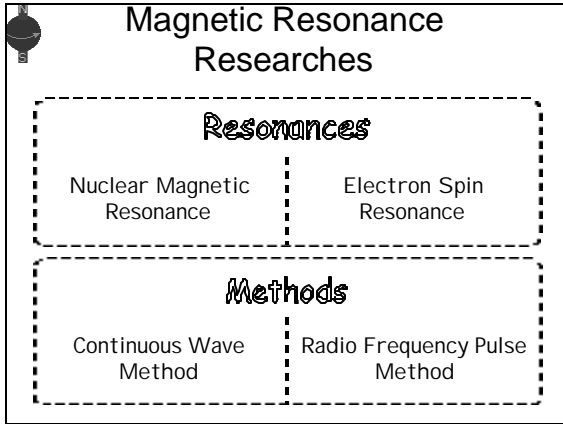 N
S
Magnetic Resonance
Researches
Resonances
Nuclear Magnetic
Resonance
Electron Spin
Resonance
Methods
Continuous Wave
Method
Radio Frequency Pulse
Method